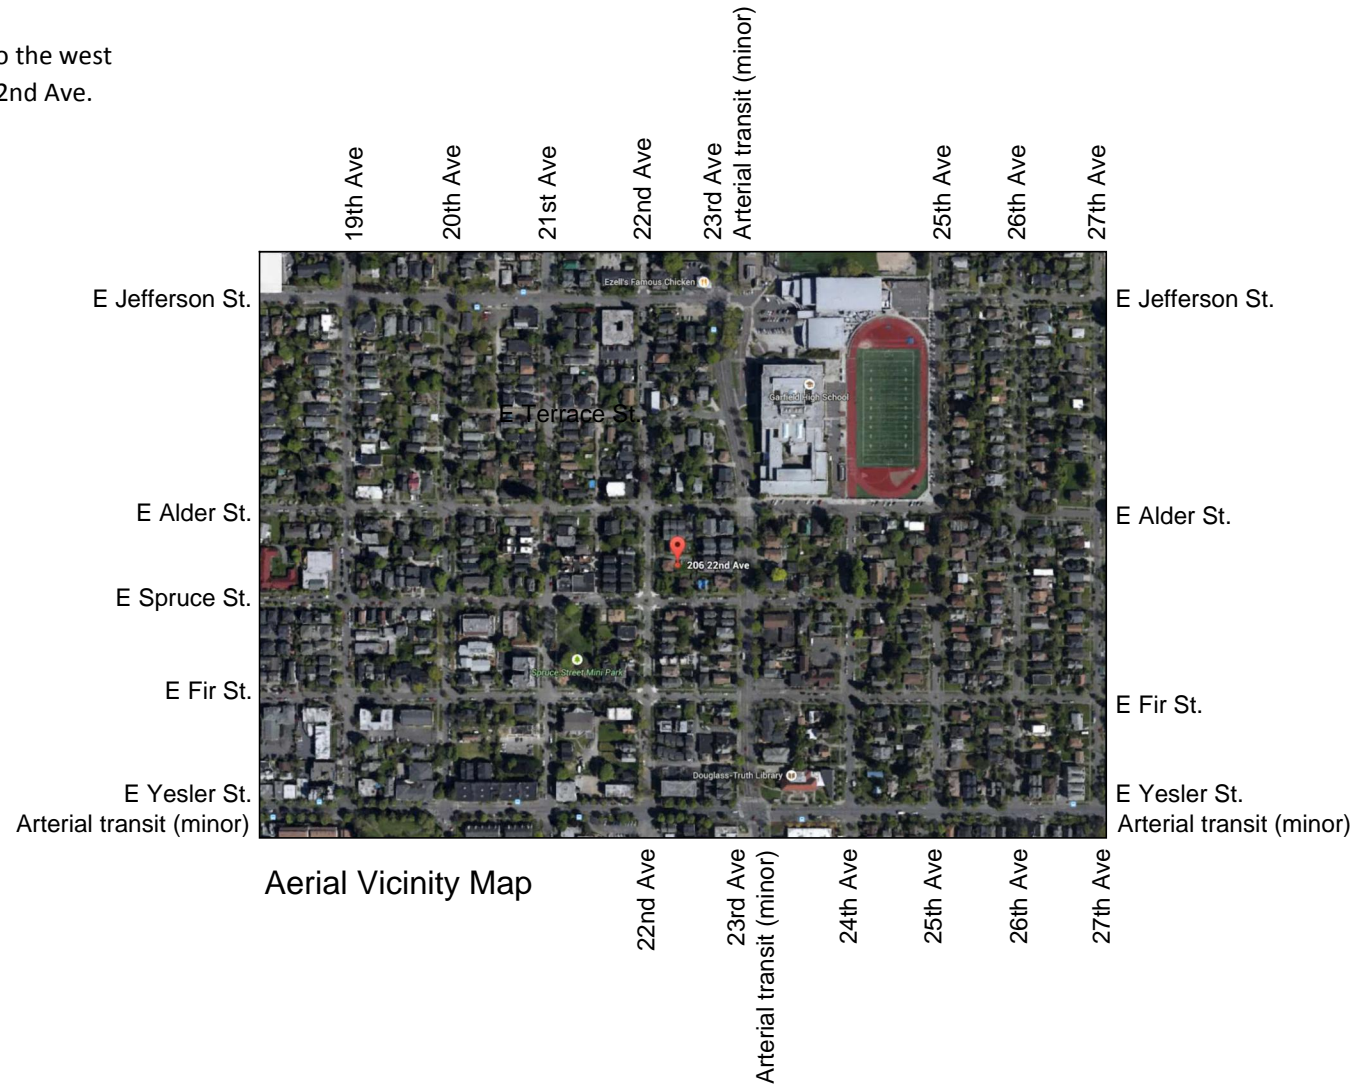 o the west
2nd Ave.
19th Ave
20th Ave
21st Ave
22nd Ave
23rd Ave
Arterial transit (minor)
25th Ave
26th Ave
27th Ave
E Jefferson St.
E Jefferson St.
Ezell's Famous Chicken
Garfield High School
E Terrace St.
E Alder St.
E Alder St.
206 22nd Ave
E Spruce St.
Spruce Street Mini Park
E Fir St.
E Fir St.
Douglass-Truth Library
E Yesler St.
Arterial transit (minor)
E Yesler St.
Arterial transit (minor)
Aerial Vicinity Map
22nd Ave
23rd Ave
Arterial transit (minor)
24th Ave
25th Ave
26th Ave
27th Ave